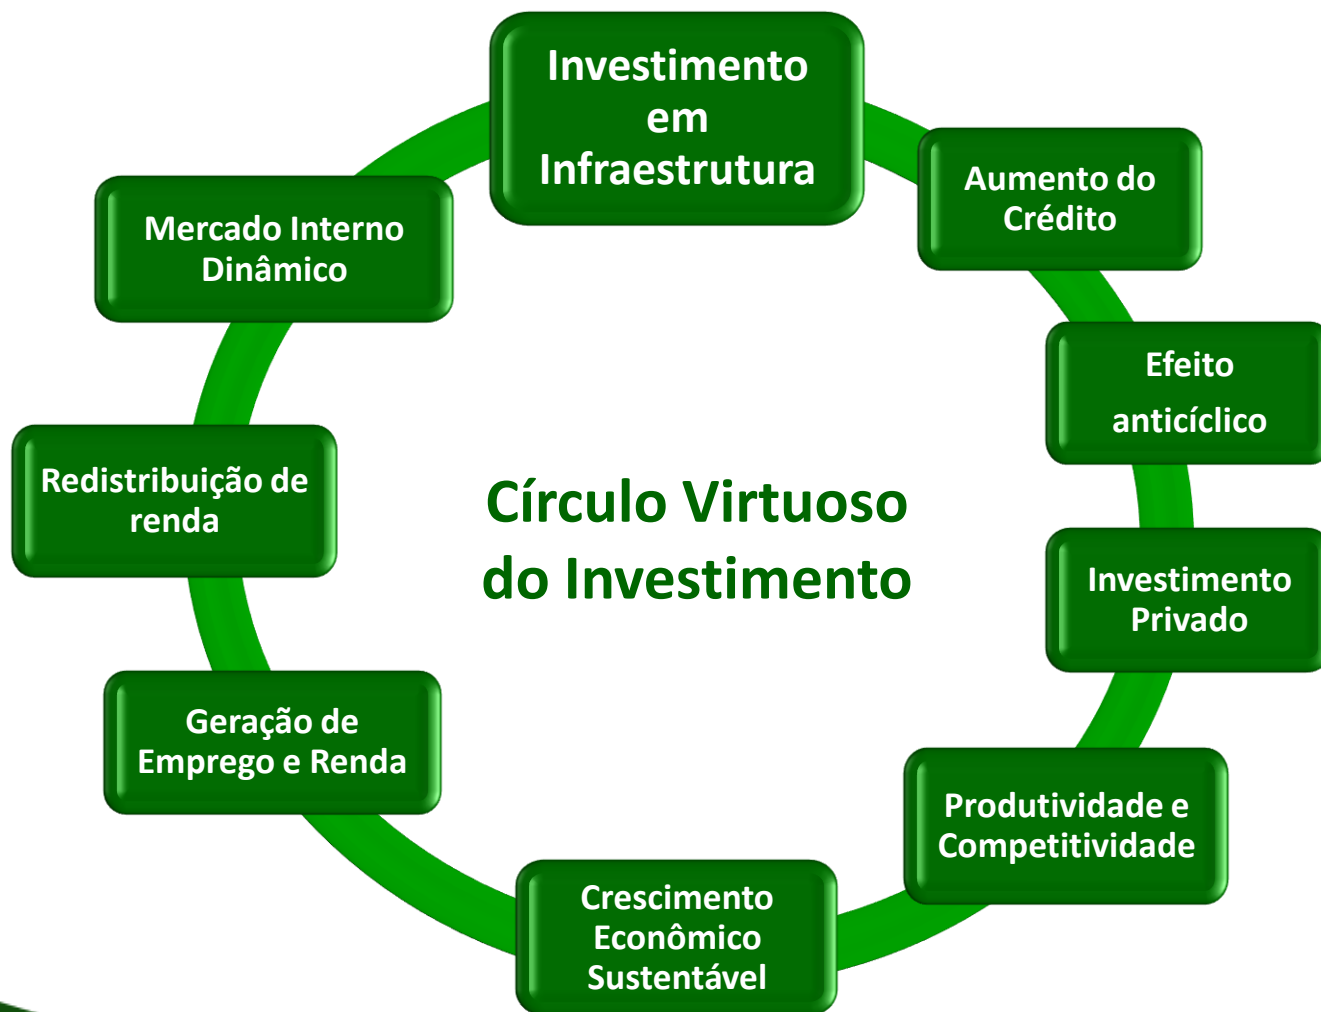 Investimento
em
Infraestrutura
Aumento do
Crédito
Efeito
anticíclico
Investimento
Privado
Produtividade e
Competitividade
Crescimento
Econômico
Sustentável
Geração de
Emprego e Renda
Redistribuição de
renda
Mercado Interno
Dinâmico
Círculo Virtuoso
do Investimento